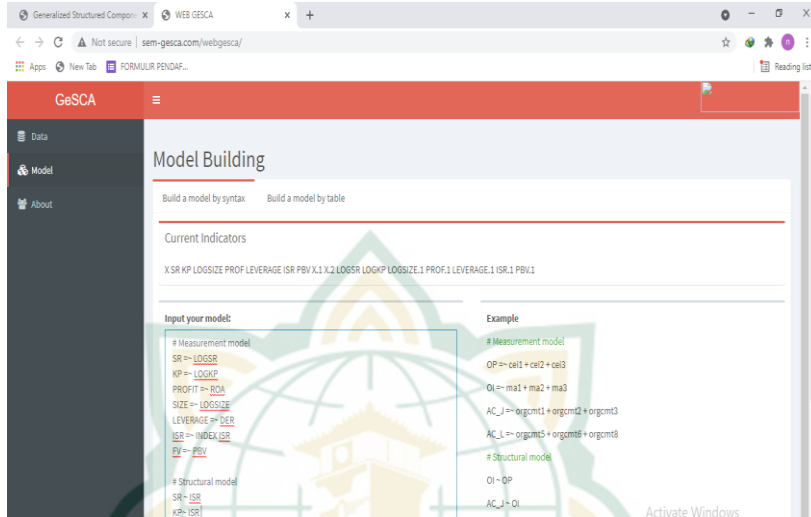 Generalized Structured Compone X WEB GESCA X +
Not secure | sem-gesca.com/webgesca/
Apps New Tab FORMULIR PENDAF... Reading list
GeSCA
Data
Model
About
Model Building
Build a model by syntax Build a model by table
Current Indicators
X SR KP LOGSIZE PROF LEVERAGE ISR PBV X.1 X.2 LOGSR LOGKP LOGSIZE.1 PROF.1 LEVERAGE.1 ISR.1 PBV.1
Input your model:
# Measurement model
SR =~ LOGSR
KP =~ LOGKP
PROFIT =~ ROA
SIZE =~ LOGSIZE
LEVERAGE =~ DER
ISR =~ INDEX ISR
FV =~ PBV
# Structural model
SR ~ ISR
KP~ ISR
Example
# Measurement model
OP =~ cei1 + cei2 + cei3
OI =~ ma1 + ma2 + ma3
AC_J =~ orgcmt1 + orgcmt2 + orgcmt3
AC_L =~ orgcmt5 + orgcmt6 + orgcmt8
# Structural model
OI ~ OP
AC_J ~ OI
Activate Windows